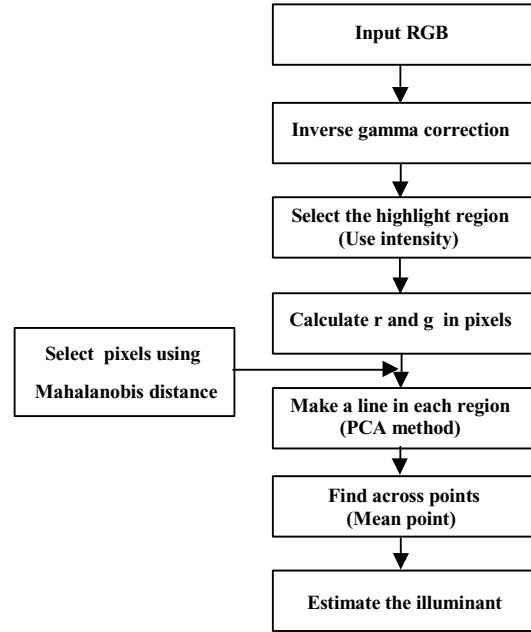 Input RGB
Inverse gamma correction
Select the highlight region
(Use intensity)
Calculate r and g in pixels
Select pixels using
Mahalanobis distance
Make a line in each region
(PCA method)
Find across points
(Mean point)
Estimate the illuminant